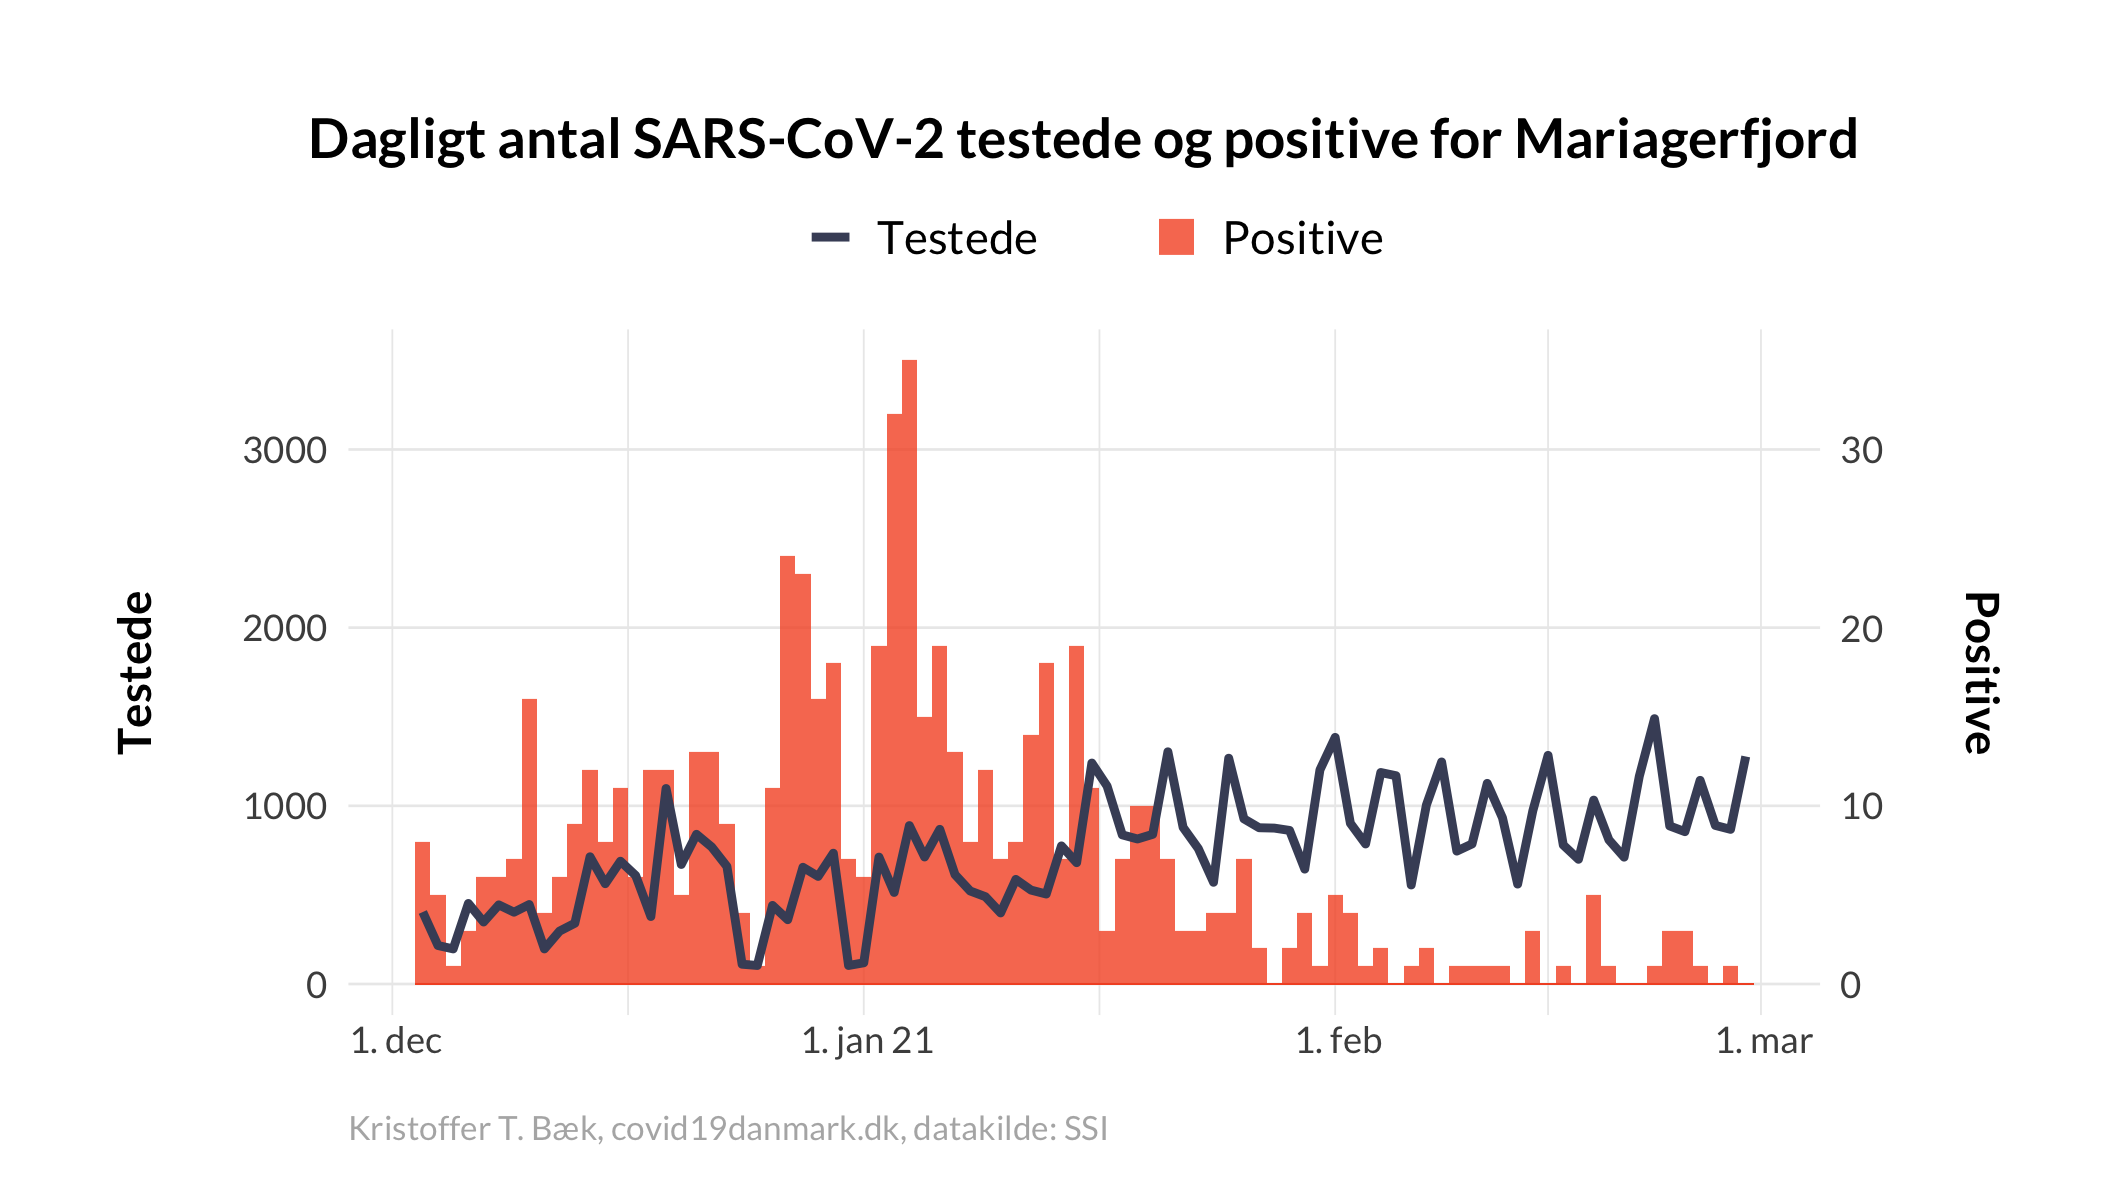 Dagligt antal SARS-CoV-2 testede og positive for Mariagerfjord
Testede
Positive
Testede
3000
2000
1000
0
30
20
10
0
Positive
1. dec
1. jan 21
1. feb
1. mar
Kristoffer T. Bæk, covid19danmark.dk, datakilde: SSI